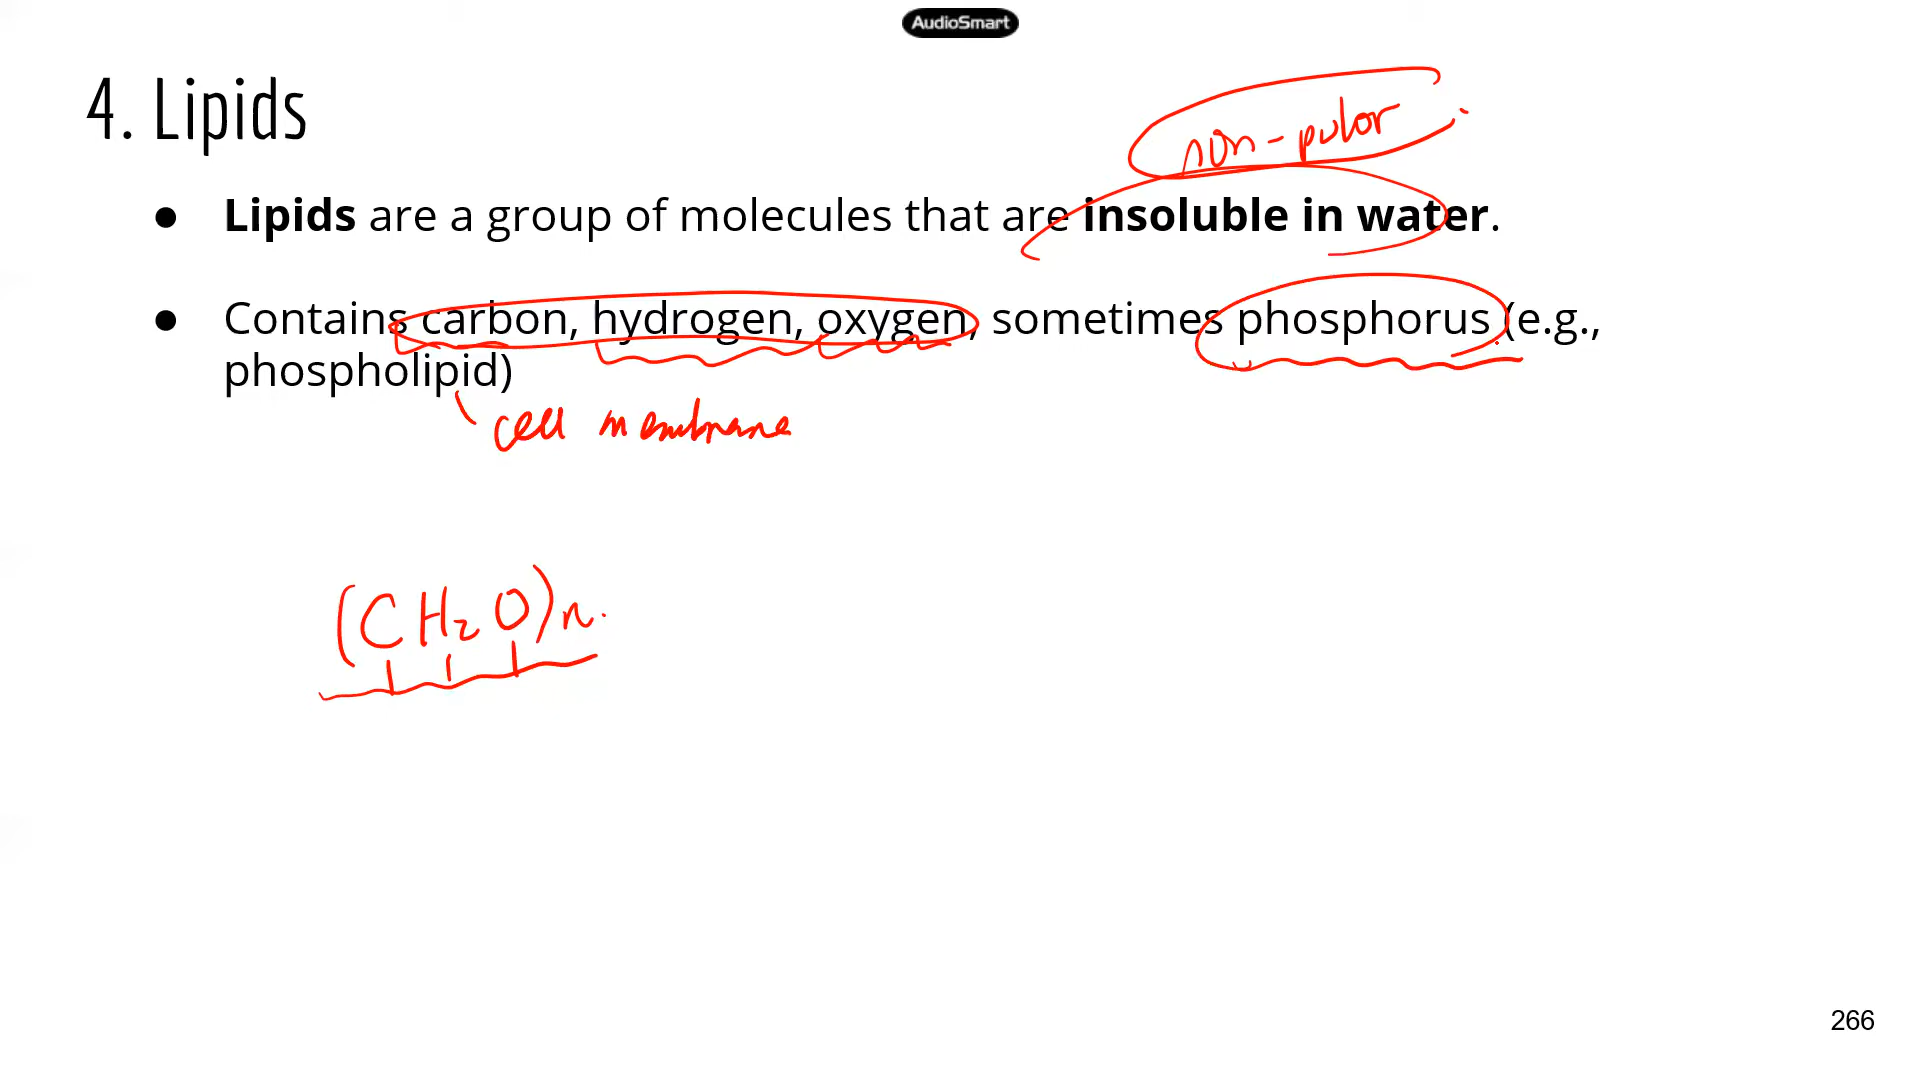 AudioSmart
4. Lipids
non-polar
● Lipids are a group of molecules that are insoluble in water.
● Contains carbon, hydrogen, oxygen, sometimes phosphorus (e.g.,
phospholipid)
cell membrane
(CH₂O)n.
266